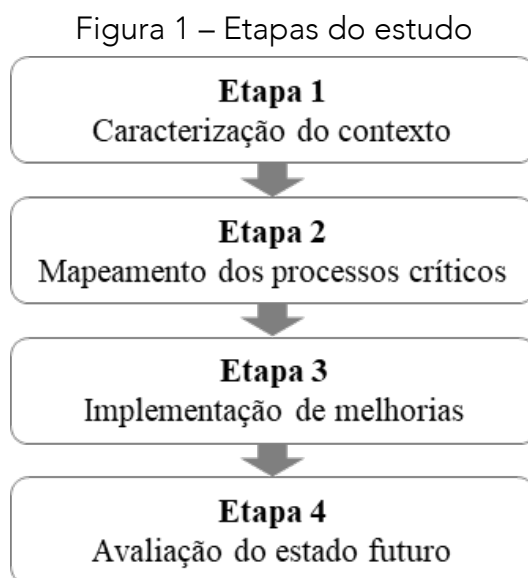 Figura 1 – Etapas do estudo
Etapa 1
Caracterização do contexto
Etapa 2
Mapeamento dos processos críticos
Etapa 3
Implementação de melhorias
Etapa 4
Avaliação do estado futuro